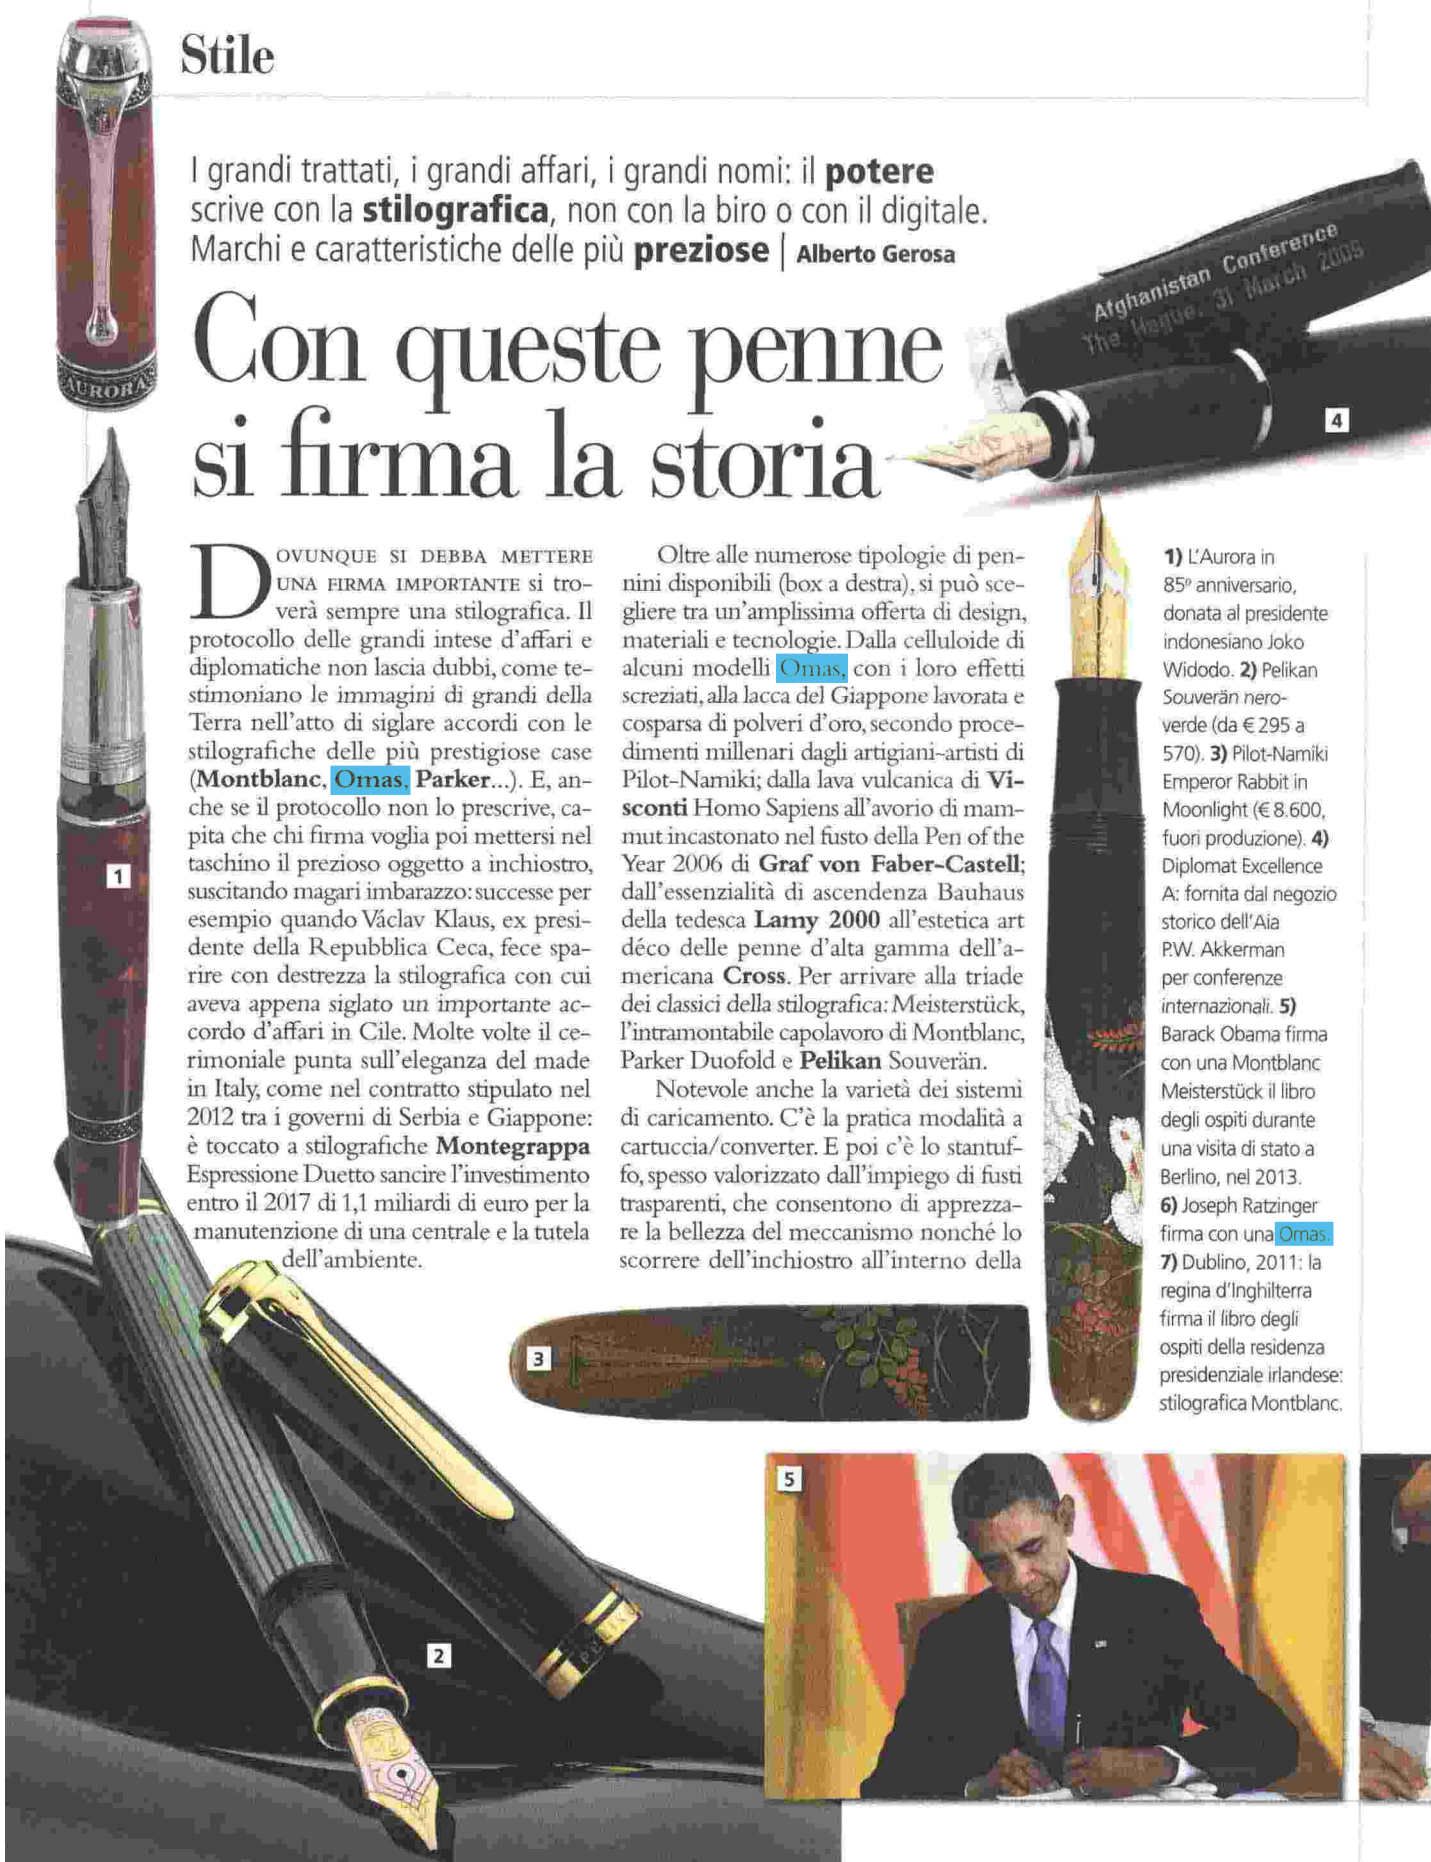 Stile
I grandi trattati, i grandi affari, i grandi nomi: il potere
scrive con la stilografica, non con la biro o con il digitale.
Marchi e caratteristiche delle più preziose | Alberto Gerosa
Con queste penne
si firma la storia
DOVUNQUE SI DEBBA METTERE
UNA FIRMA IMPORTANTE si tro-
verà sempre una stilografica. Il
protocollo delle grandi intese d'affari e
diplomatiche non lascia dubbi, come te-
stimoniano le immagini di grandi della
Terra nell'atto di siglare accordi con le
stilografiche delle più prestigiose case
(Montblanc, Omas, Parker...). E, an-
che se il protocollo non lo prescrive, ca-
pita che chi firma voglia poi mettersi nel
taschino il prezioso oggetto a inchiostro,
suscitando magari imbarazzo: successe per
esempio quando Václav Klaus, ex presi-
dente della Repubblica Ceca, fece spa-
rire con destrezza la stilografica con cui
aveva appena siglato un importante ac-
cordo d'affari in Cile. Molte volte il ce-
rimoniale punta sull'eleganza del made
in Italy, come nel contratto stipulato nel
2012 tra i governi di Serbia e Giappone:
è toccato a stilografiche Montegrappa
Espressione Duetto sancire l'investimento
entro il 2017 di 1,1 miliardi di euro per la
manutenzione di una centrale e la tutela
dell'ambiente.
Oltre alle numerose tipologie di pen-
nini disponibili (box a destra), si può sce-
gliere tra un'amplissima offerta di design,
materiali e tecnologie. Dalla celluloide di
alcuni modelli Omas, con i loro effetti
screziati, alla lacca del Giappone lavorata e
cosparsa di polveri d'oro, secondo proce-
dimenti millenari dagli artigiani-artisti di
Pilot-Namiki; dalla lava vulcanica di Vi-
sconti Homo Sapiens all'avorio di mam-
mut incastonato nel fusto della Pen of the
Year 2006 di Graf von Faber-Castell;
dall'essenzialità di ascendenza Bauhaus
della tedesca Lamy 2000 all'estetica art
déco delle penne d'alta gamma dell'a-
mericana Cross. Per arrivare alla triade
dei classici della stilografica: Meisterstück,
l'intramontabile capolavoro di Montblanc,
Parker Duofold e Pelikan Souverän.
Notevole anche la varietà dei sistemi
di caricamento. C'è la pratica modalità a
cartuccia/converter. E poi c'è lo stantuf-
fo, spesso valorizzato dall'impiego di fusti
trasparenti, che consentono di apprezza-
re la bellezza del meccanismo nonché lo
scorrere dell'inchiostro all'interno della
1) L'Aurora in
85º anniversario,
donata al presidente
indonesiano Joko
Widodo. 2) Pelikan
Souverän nero-
verde (da € 295 a
570). 3) Pilot-Namiki
Emperor Rabbit in
Moonlight (€ 8.600,
fuori produzione). 4)
Diplomat Excellence
A: fornita dal negozio
storico dell'Aia
P.W. Akkerman
per conferenze
internazionali. 5)
Barack Obama firma
con una Montblanc
Meisterstück il libro
degli ospiti durante
una visita di stato a
Berlino, nel 2013.
6) Joseph Ratzinger
firma con una Omas.
7) Dublino, 2011: la
regina d'Inghilterra
firma il libro degli
ospiti della residenza
presidenziale irlandese:
stilografica Montblanc.
AURORA
Afghanistan Conference
The Hague, 31 March 2005
4
1
3
5
2